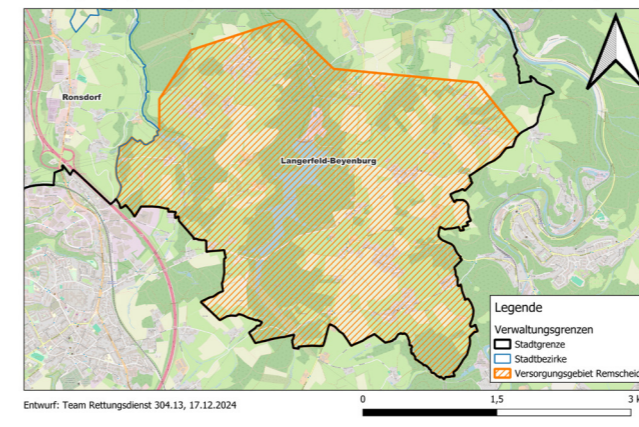 Ronsdorf
Langerfeld-Beyenburg
Legende
Verwaltungsgrenzen
Stadtgrenze
Stadtbezirke
Versorgungsgebiet Remscheid
Entwurf: Team Rettungsdienst 304.13, 17.12.2024
0 1,5 3 k